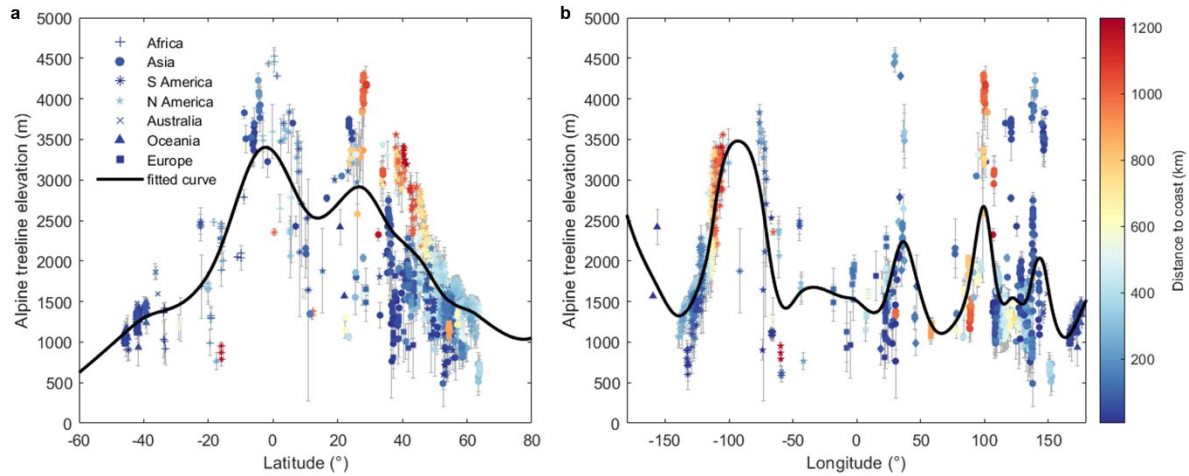 a
5000
4500
4000
3500
3000
2500
2000
1500
1000
500
0
Alpine treeline elevation (m)
Africa
Asia
S America
N America
Australia
Oceania
Europe
fitted curve
-60 -40 -20 0 20 40 60 80
Latitude (°)
b
5000
4500
4000
3500
3000
2500
2000
1500
1000
500
0
Alpine treeline elevation (m)
-150 -100 -50 0 50 100 150
Longitude (°)
1200
1000
800
600
400
200
Distance to coast (km)